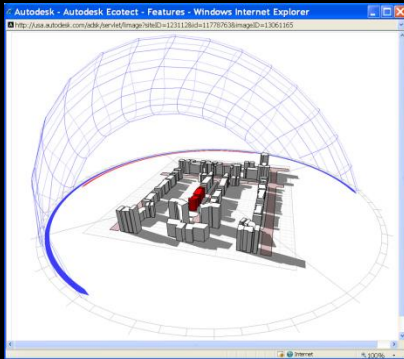 Autodesk - Autodesk Ecotect - Features - Windows Internet Explorer
http://usa.autodesk.com/adsk/servlet/Image?siteID=123112&id=11778763&imageID=13061165
Internet
100%